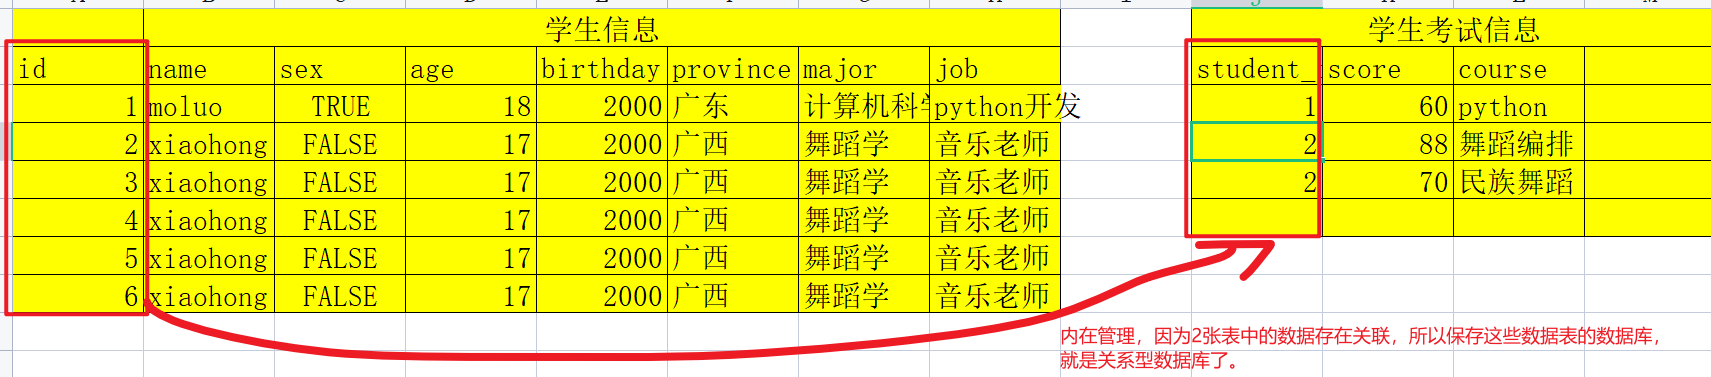 学生信息 学生考试信息
id name sex age birthday province major job student_ score course
1 moluo TRUE 18 2000 广东 计算机科 python开发 1 60 python
2 xiaohong FALSE 17 2000 广西 舞蹈学 音乐老师 2 88 舞蹈编排
3 xiaohong FALSE 17 2000 广西 舞蹈学 音乐老师 2 70 民族舞蹈
4 xiaohong FALSE 17 2000 广西 舞蹈学 音乐老师
5 xiaohong FALSE 17 2000 广西 舞蹈学 音乐老师
6 xiaohong FALSE 17 2000 广西 舞蹈学 音乐老师
内在管理，因为2张表中的数据存在关联，所以保存这些数据表的数据库，
就是关系型数据库了。